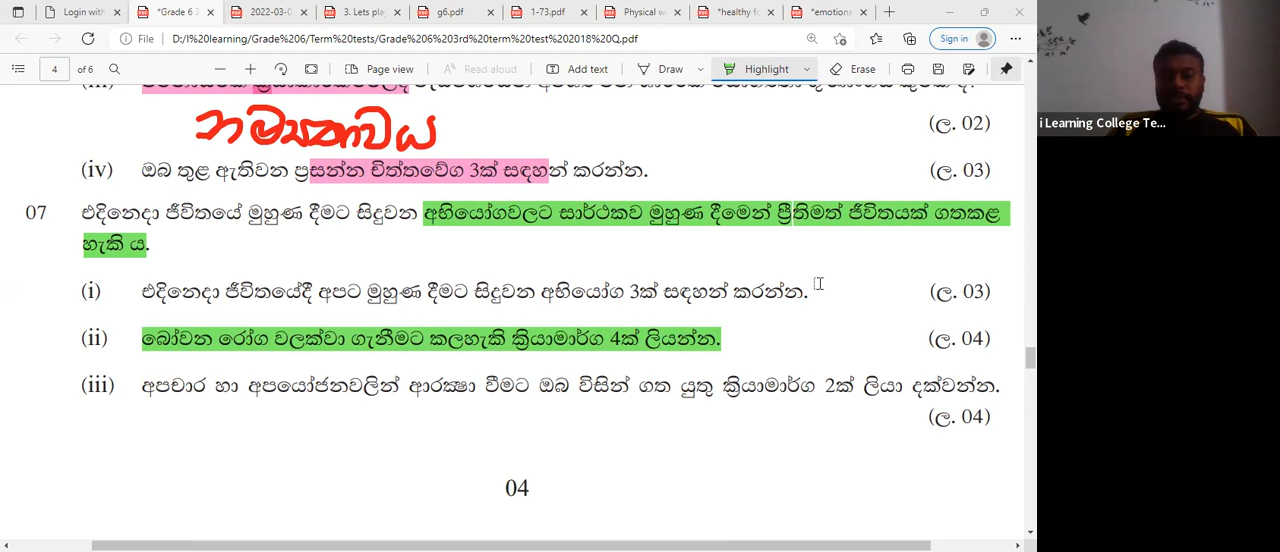 Login with
*Grade 6 3
2022-03-0
3. Lets pla
g6.pdf
1-73.pdf
Physical w
*healthy fo
*emotiona
File D:/I%20learning/Grade%206/Term%20tests/Grade%206%203rd%20term%20test%202018%20Q.pdf Sign in
4 of 6 Page view Read aloud Add text Draw Highlight Erase
නම්‍යතාවය (ල. 02)
(iv) ඔබ තුළ ඇතිවන ප්‍රසන්න චිත්තවේග 3ක් සඳහන් කරන්න. (ල. 03)
07 එදිනෙදා ජීවිතයේ මුහුණ දීමට සිදුවන අභියෝගවලට සාර්ථකව මුහුණ දීමෙන් ප්‍රීතිමත් ජීවිතයක් ගතකළ
හැකි ය.
(i) එදිනෙදා ජීවිතයේදී අපට මුහුණ දීමට සිදුවන අභියෝග 3ක් සඳහන් කරන්න. (ල. 03)
(ii) බෝවන රෝග වලක්වා ගැනීමට කලහැකි ක්‍රියාමාර්ග 4ක් ලියන්න. (ල. 04)
(iii) අපචාර හා අපයෝජනවලින් ආරක්‍ෂා වීමට ඔබ විසින් ගත යුතු ක්‍රියාමාර්ග 2ක් ලියා දක්වන්න.
(ල. 04)
04
i Learning College Te...